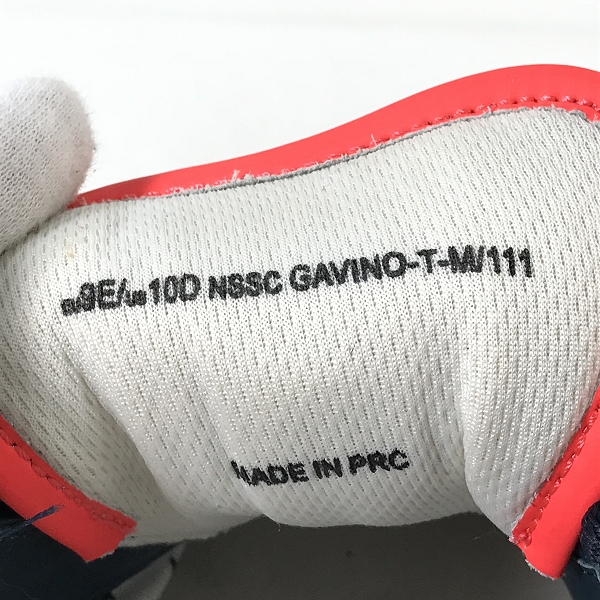 9E/10D NSSC GAVINO-T-M/111
MADE IN PRC